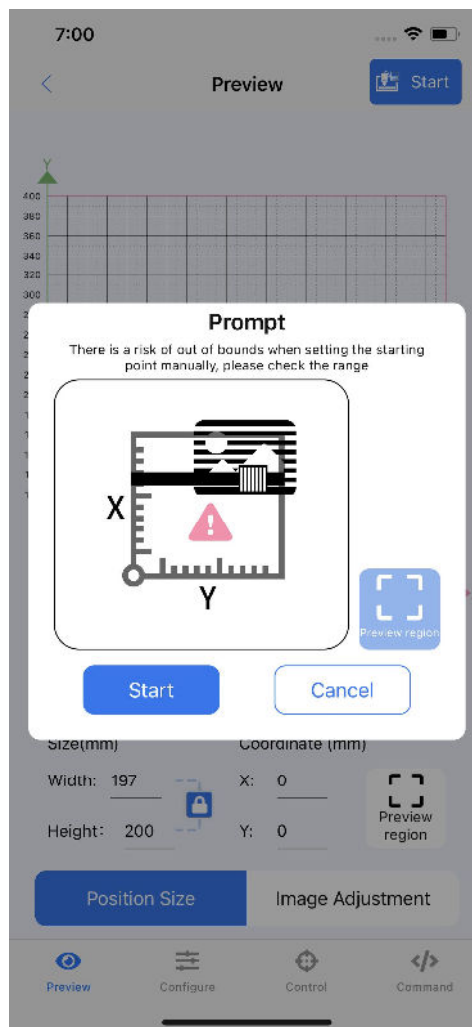 7:00
Preview
Start
Y
400
380
360
340
320
300
Prompt
There is a risk of out of bounds when setting the starting
point manually, please check the range
X
Y
Preview region
Start
Cancel
Size(mm)
Coordinate (mm)
Width: 197
X: 0
Height: 200
Y: 0
Preview
region
Position Size
Image Adjustment
Preview
Configure
Control
Command